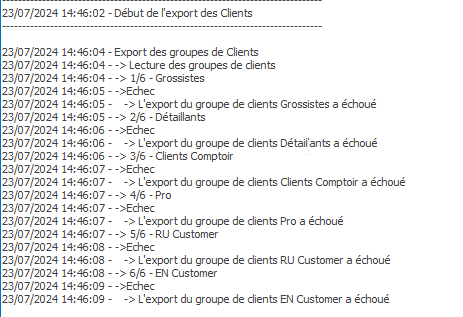 23/07/2024 14:46:02 - Début de l'export des Clients
23/07/2024 14:46:04 - Export des groupes de Clients
23/07/2024 14:46:04 - -> Lecture des groupes de clients
23/07/2024 14:46:04 - -> 1/6 - Grossistes
23/07/2024 14:46:05 - ->Echec
23/07/2024 14:46:05 -    -> L'export du groupe de clients Grossistes a échoué
23/07/2024 14:46:05 - -> 2/6 - Détaillants
23/07/2024 14:46:06 - ->Echec
23/07/2024 14:46:06 -    -> L'export du groupe de clients Détail'ants a échoué
23/07/2024 14:46:06 - -> 3/6 - Clients Comptoir
23/07/2024 14:46:07 - ->Echec
23/07/2024 14:46:07 -    -> L'export du groupe de clients Clients Comptoir a échoué
23/07/2024 14:46:07 - -> 4/6 - Pro
23/07/2024 14:46:07 - ->Echec
23/07/2024 14:46:07 -    -> L'export du groupe de clients Pro a échoué
23/07/2024 14:46:07 - -> 5/6 - RU Customer
23/07/2024 14:46:08 - ->Echec
23/07/2024 14:46:08 -    -> L'export du groupe de clients RU Customer a échoué
23/07/2024 14:46:08 - -> 6/6 - EN Customer
23/07/2024 14:46:09 - ->Echec
23/07/2024 14:46:09 -    -> L'export du groupe de clients EN Customer a échoué